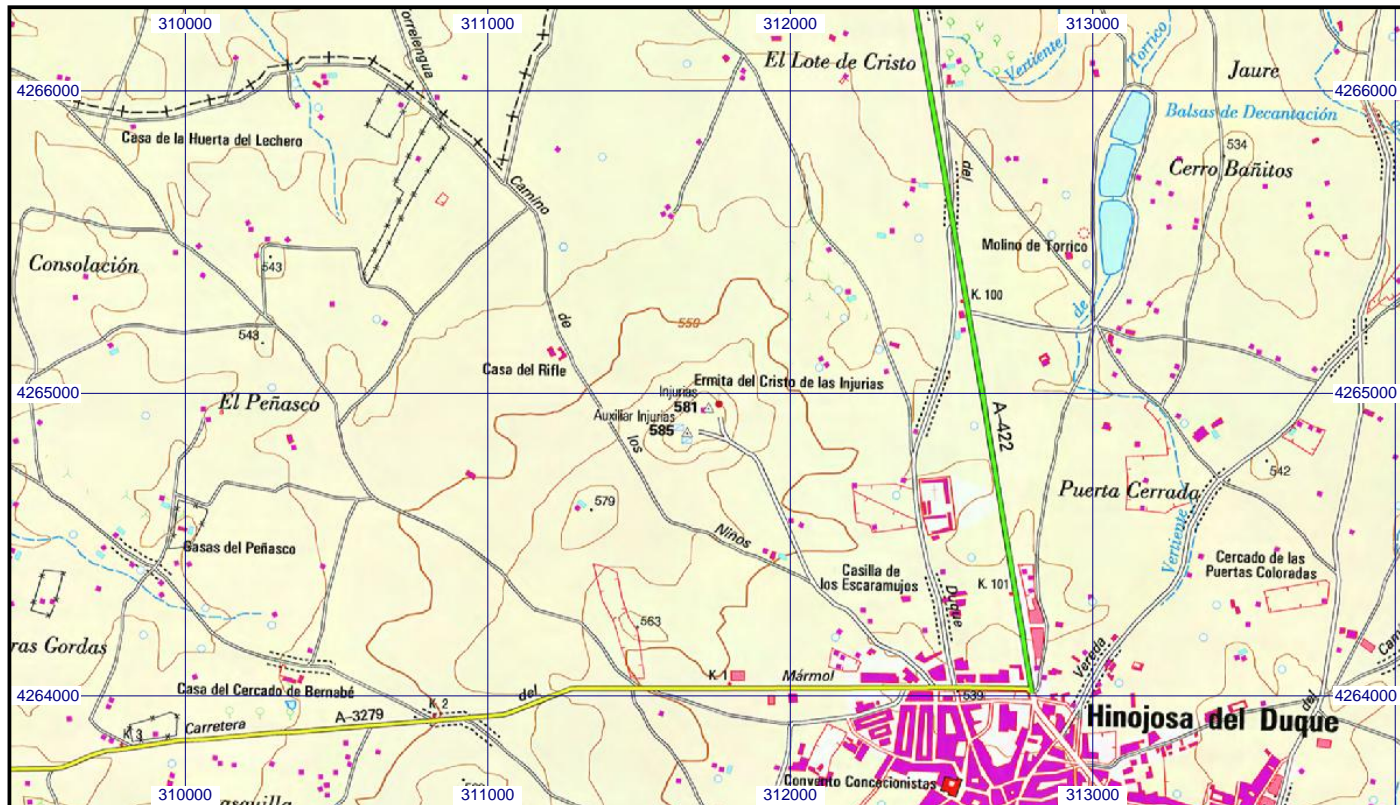 310000
311000
312000
313000
Torrelengua
El Lote de Cristo
Vertiente
Torrico
Jaure
4266000
4266000
Balsas de Decantación
Casa de la Huerta del Lechero
534
Cerro Bañitos
del
Camino
Molino de Torrico
Consolación
543
K. 100
de
550
de
543
Casa del Rifle
Ermita del Cristo de las Injurias
4265000
4265000
Injurias
581
El Peñasco
Auxiliar Injurias
585
A-422
los
542
Puerta Cerrada
579
Ninos
Vertiente
Casas del Peñasco
Cercado de las
Puertas Coloradas
Casilla de
los Escaramujos
K. 101
Duque
563
ras Gordas
Vereda
K 1
Mármol
Casa del Cercado de Bernabé
4264000
4264000
del
539
del
K. 2
A-3279
Carretera
K 3
Hinojosa del Duque
Convento Concecionistas
310000
311000
312000
313000